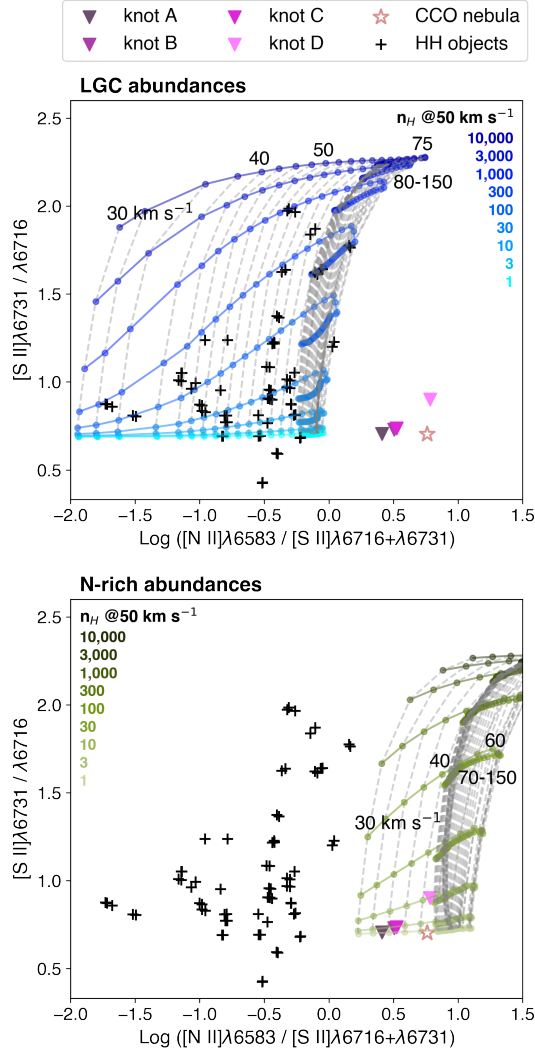 knot A knot C CCO nebula
knot B knot D HH objects
LGC abundances
n_H @50 km s⁻¹
10,000
3,000
1,000
300
100
30
10
3
1
30 km s⁻¹
40
50
75
80-150
[S II]λ6731 / λ6716
2.5
2.0
1.5
1.0
0.5
−2.0 −1.5 −1.0 −0.5 0.0 0.5 1.0 1.5
Log ([N II]λ6583 / [S II]λ6716+λ6731)
N-rich abundances
n_H @50 km s⁻¹
10,000
3,000
1,000
300
100
30
10
3
1
60
40
70-150
30 km s⁻¹
[S II]λ6731 / λ6716
2.5
2.0
1.5
1.0
0.5
−2.0 −1.5 −1.0 −0.5 0.0 0.5 1.0 1.5
Log ([N II]λ6583 / [S II]λ6716+λ6731)